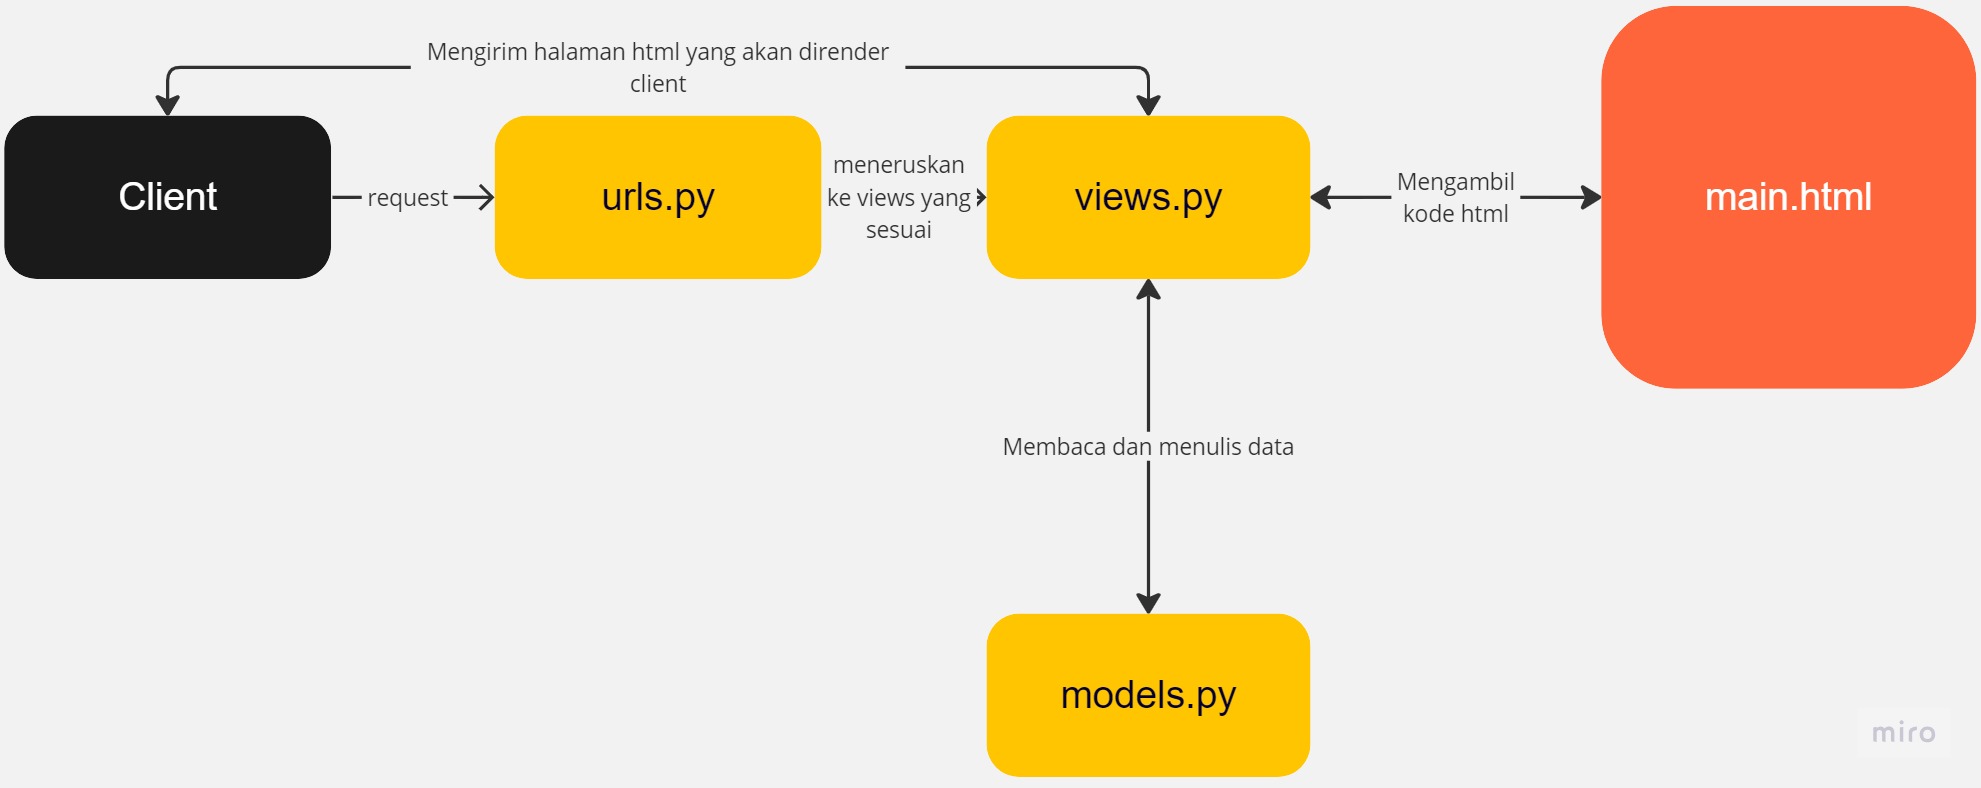 Mengirim halaman html yang akan dirender
client
Client
request
urls.py
meneruskan
ke views yang
sesuai
views.py
Mengambil
kode html
main.html
Membaca dan menulis data
models.py
miro